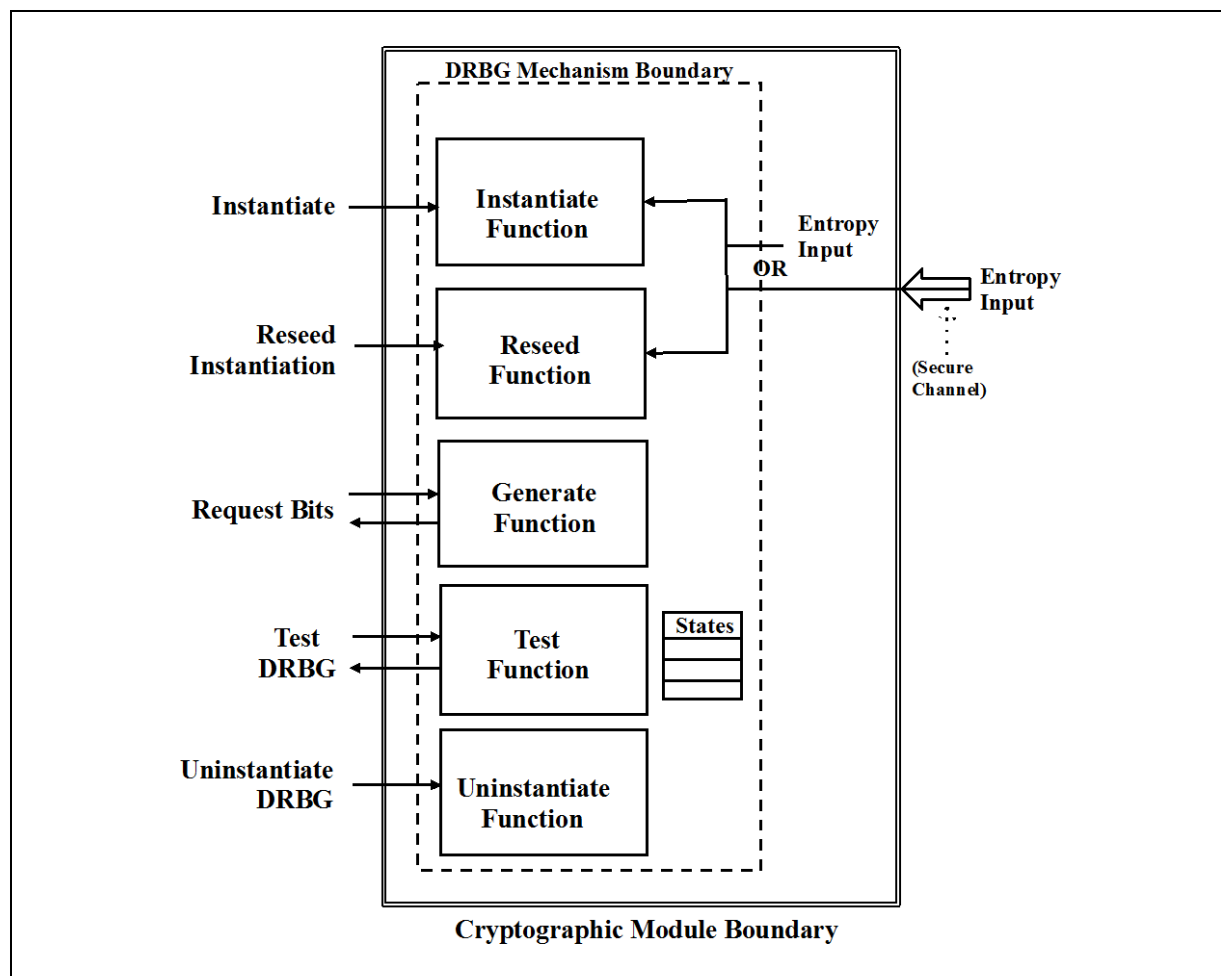 DRBG Mechanism Boundary
Instantiate
Instantiate
Function
Entropy
Input
OR
Entropy
Input
(Secure
Channel)
Reseed
Instantiation
Reseed
Function
Request Bits
Generate
Function
Test
DRBG
Test
Function
States
Uninstantiate
DRBG
Uninstantiate
Function
Cryptographic Module Boundary